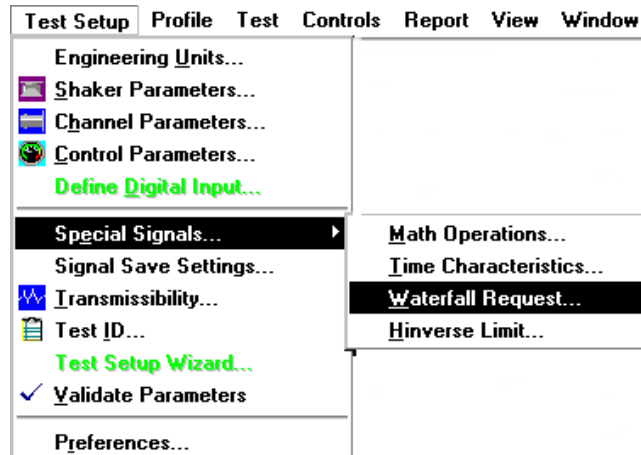 Test Setup Profile Test Controls Report View Window
Engineering Units...
Shaker Parameters...
Channel Parameters...
Control Parameters...
Define Digital Input...
Special Signals...
Signal Save Settings...
Transmissibility...
Test ID...
Test Setup Wizard...
Validate Parameters
Preferences...
Math Operations...
Time Characteristics...
Waterfall Request...
Hinverse Limit...